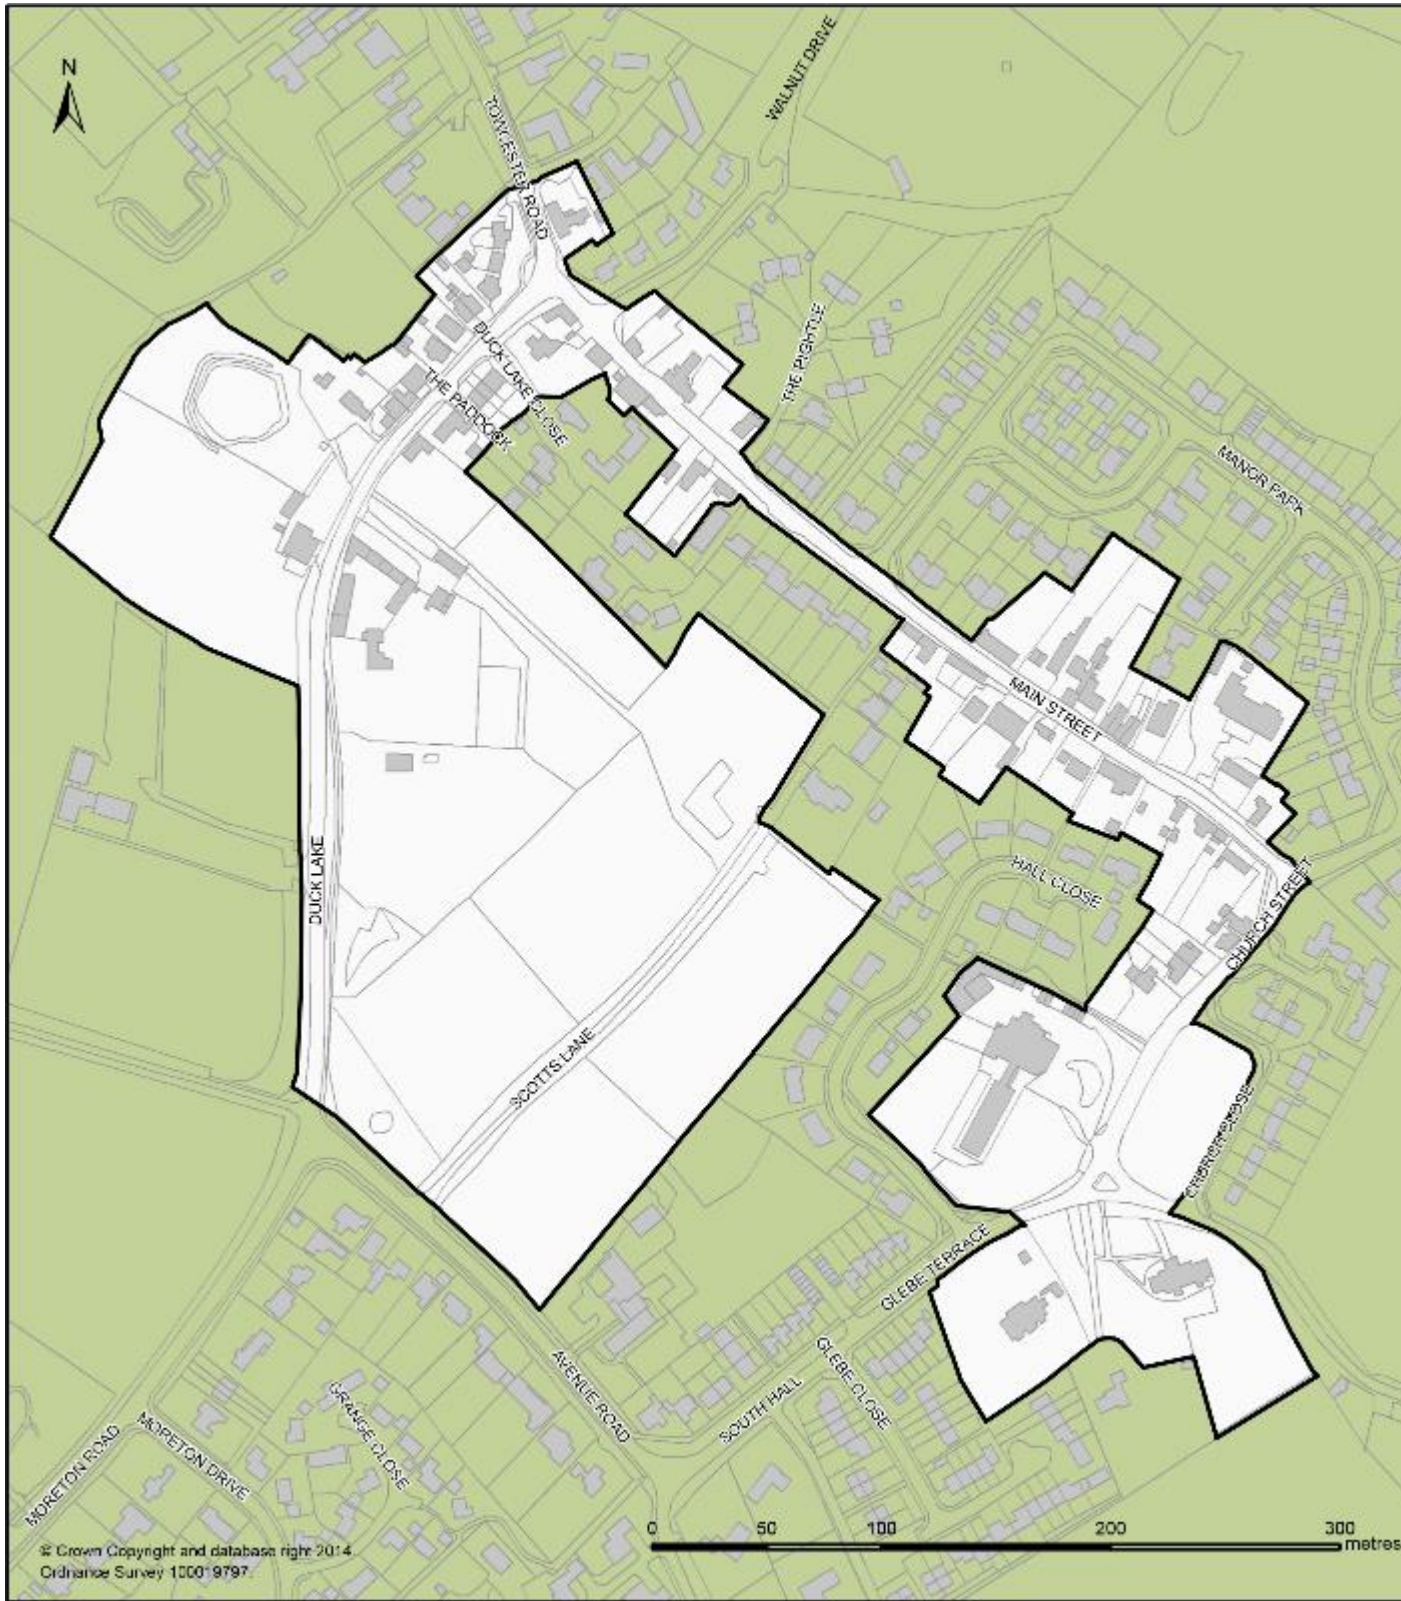 N
WALNUT DRIVE
TOWCESTER ROAD
DUCK LAKE CLOSE
THE PADDOCK
THE PIGHTLE
MANOR PARK
MAIN STREET
DUCK LAKE
HALL CLOSE
CHURCH STREET
SCOTTS LANE
CHURCH CLOSE
GLEBE TERRACE
GLEBE CLOSE
AVENUE ROAD
SOUTH HALL
GRANGE CLOSE
MORETON DRIVE
MORETON ROAD
0 50 100 200 300
metres
© Crown Copyright and database right 2014.
Ordnance Survey 100019797.